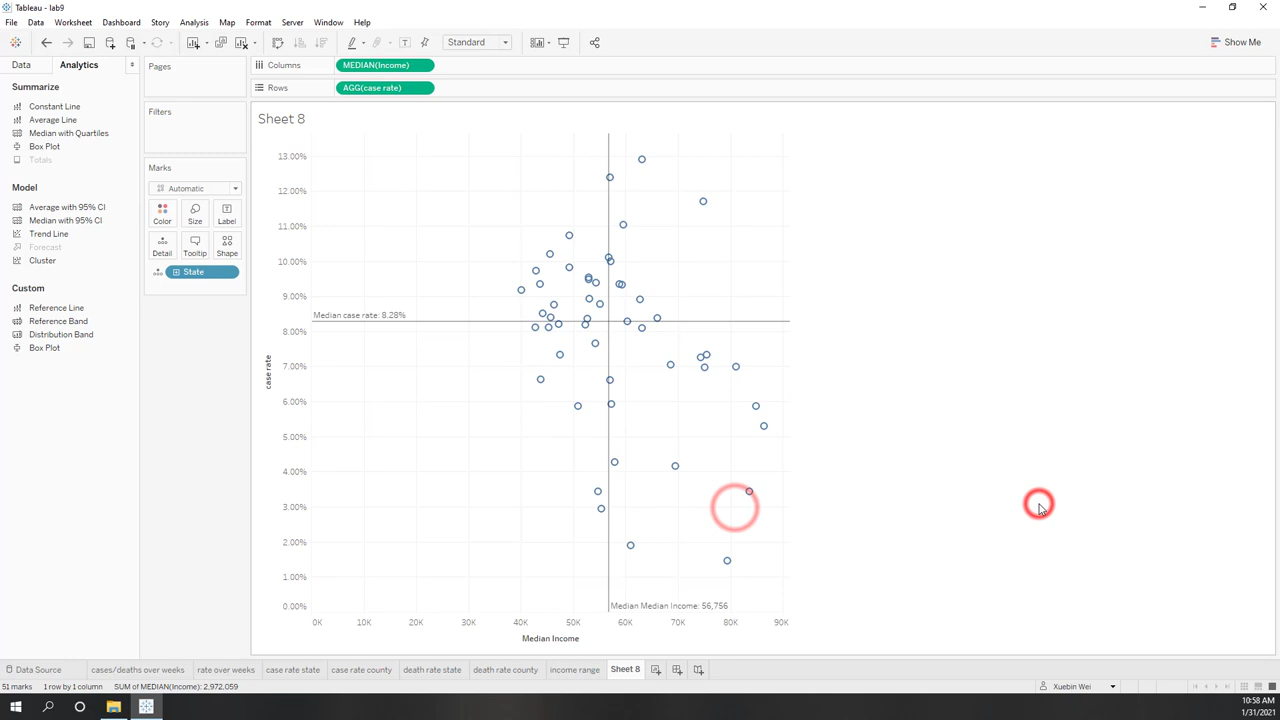 Tableau - lab9
File Data Worksheet Dashboard Story Analysis Map Format Server Window Help
Standard
Show Me
Data Analytics
Summarize
Constant Line
Average Line
Median with Quartiles
Box Plot
Totals
Model
Average with 95% CI
Median with 95% CI
Trend Line
Forecast
Cluster
Custom
Reference Line
Reference Band
Distribution Band
Box Plot
Pages
Filters
Marks
Automatic
Color Size Label
Detail Tooltip Shape
State
Columns MEDIAN(Income)
Rows AGG(case rate)
Sheet 8
13.00%
12.00%
11.00%
10.00%
9.00%
8.00%
7.00%
6.00%
5.00%
4.00%
3.00%
2.00%
1.00%
0.00%
case rate
Median case rate: 8.28%
Median Median Income: 56,756
0K 10K 20K 30K 40K 50K 60K 70K 80K 90K
Median Income
Data Source cases/deaths over weeks rate over weeks case rate state case rate county death rate state death rate county income range Sheet 8
51 marks 1 row by 1 column SUM of MEDIAN(Income): 2,972,059
Xuebin Wei
10:58 AM
1/31/2021